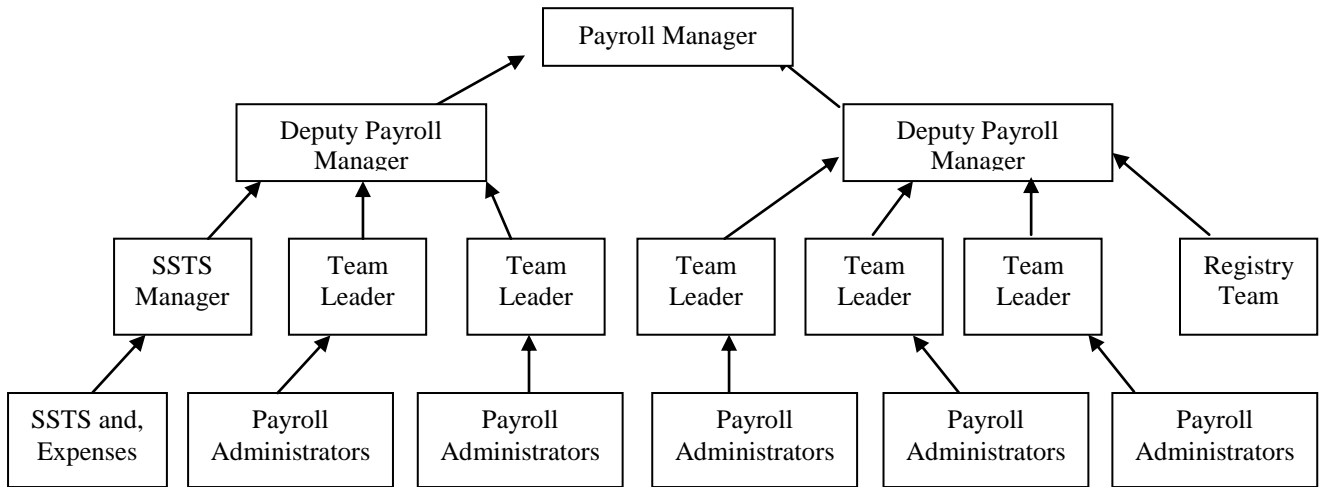 Payroll Manager
Deputy Payroll
Manager
Deputy Payroll
Manager
SSTS
Manager
Team
Leader
Team
Leader
Team
Leader
Team
Leader
Team
Leader
Registry
Team
SSTS and,
Expenses
Payroll
Administrators
Payroll
Administrators
Payroll
Administrators
Payroll
Administrators
Payroll
Administrators